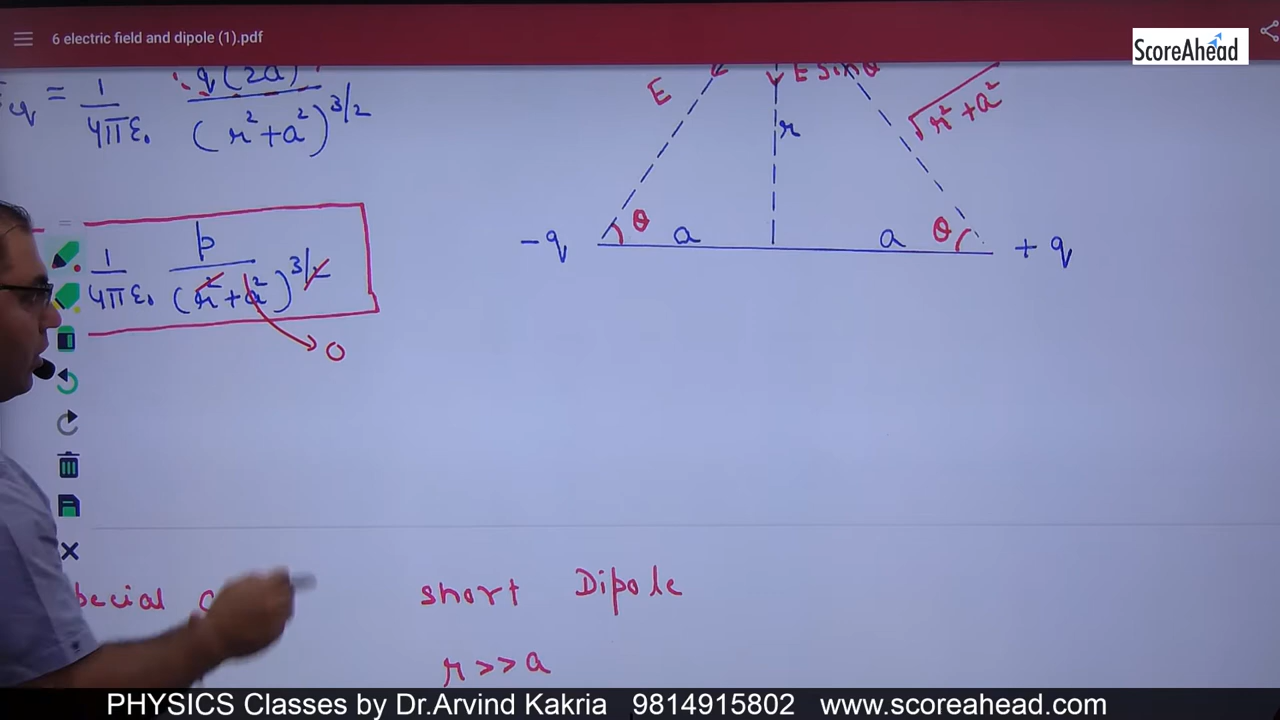 6 electric field and dipole (1).pdf
ScoreAhead
q = 1/4πε₀ q(2a)/(r²+a²)^3/2
E Sinθ
E
√r²+a²
r
1/4πε₀ p/(r²+a²)^3/2
→ 0
-q θ a a θ +q
short Dipole
r >> a
PHYSICS Classes by Dr.Arvind Kakria 9814915802 www.scoreahead.com